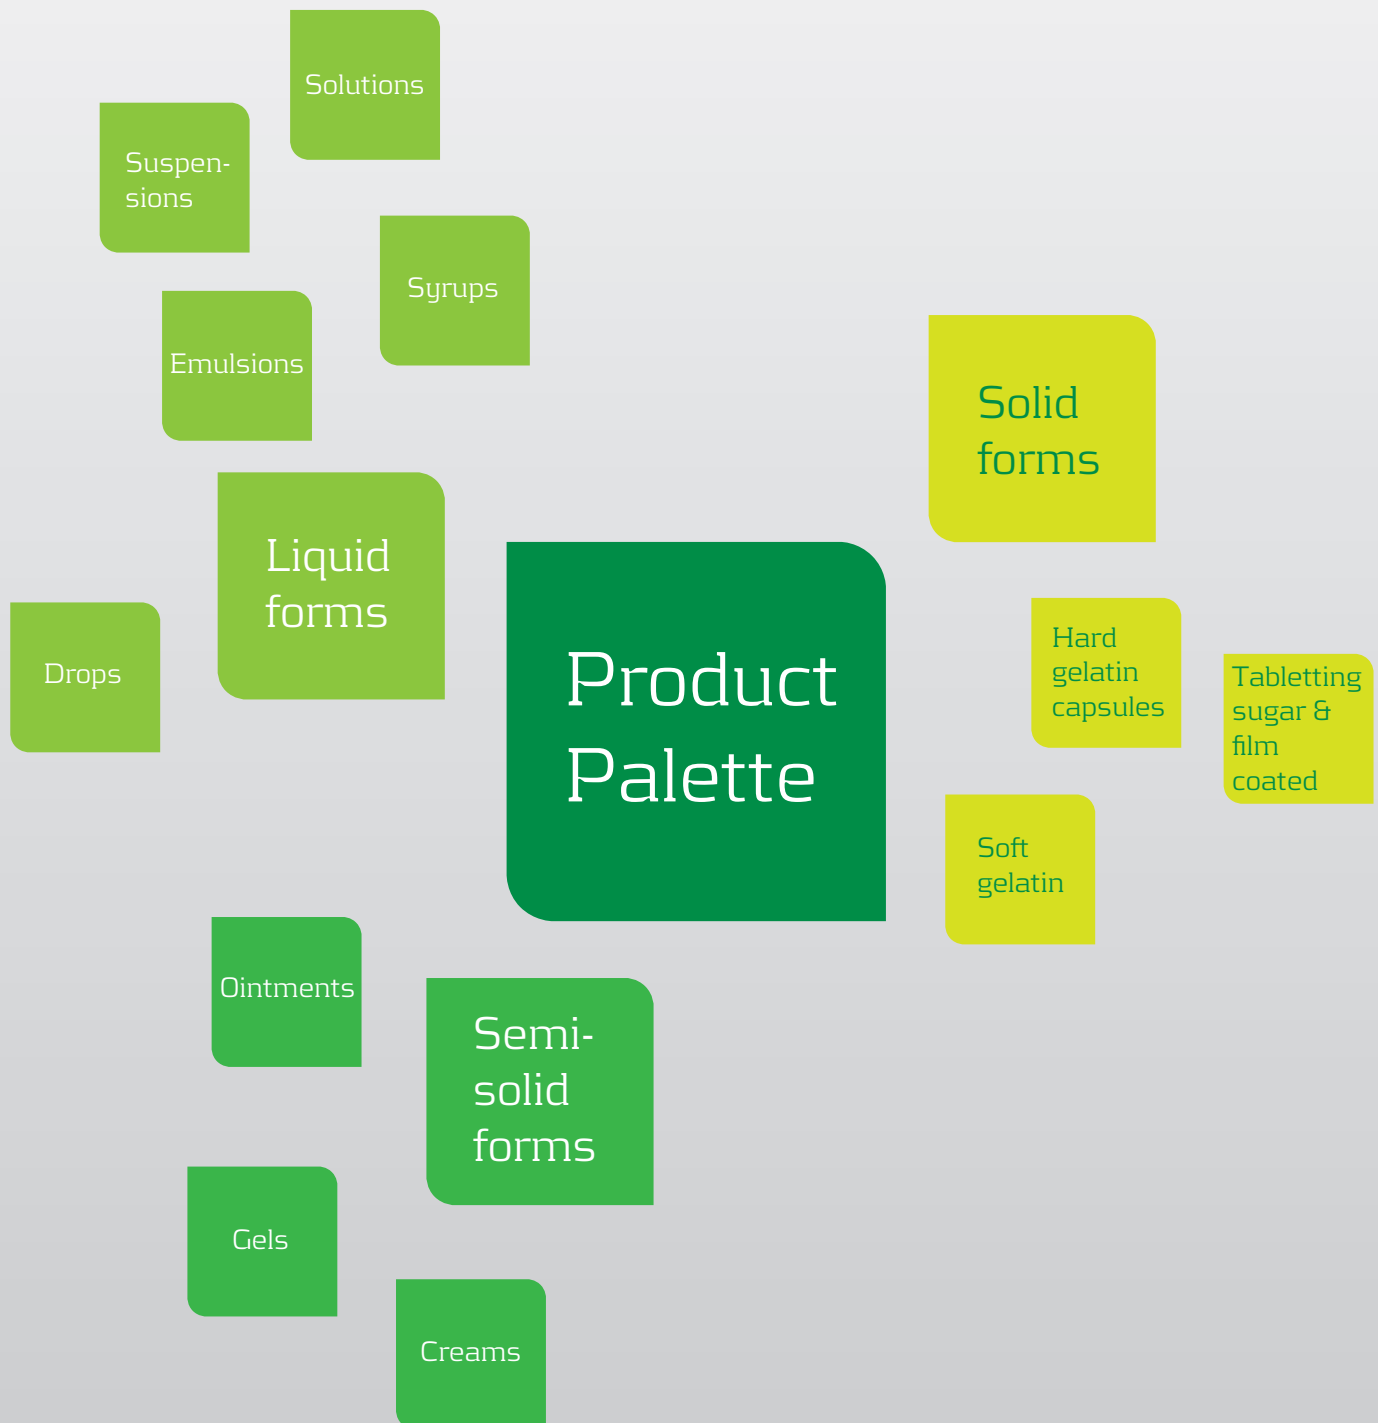 Solutions
Suspen-
sions
Syrups
Emulsions
Liquid
forms
Drops
Product
Palette
Solid
forms
Hard
gelatin
capsules
Tabletting
sugar &
film
coated
Soft
gelatin
Ointments
Semi-
solid
forms
Gels
Creams